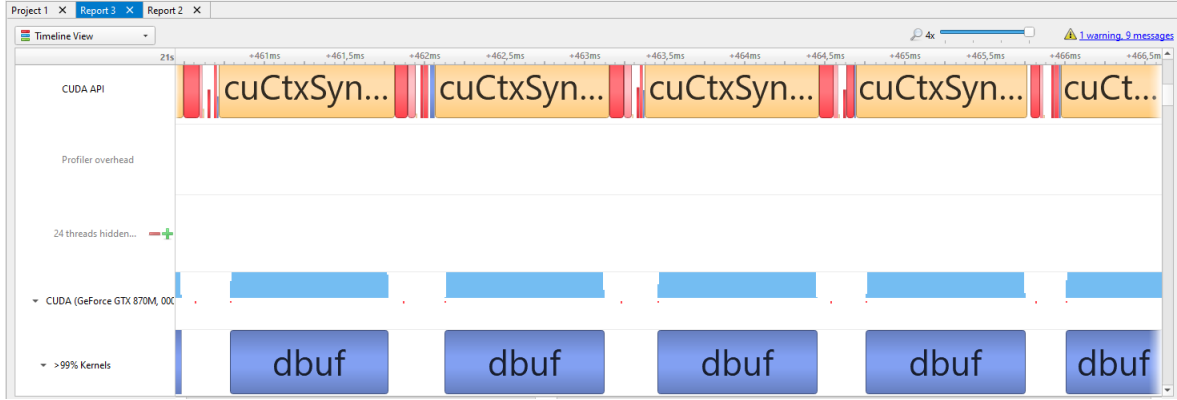 Project 1 X Report 3 X Report 2 X
Timeline View 4x 1 warning, 9 messages
21s +461ms +461,5ms +462ms +462,5ms +463ms +463,5ms +464ms +464,5ms +465ms +465,5ms +466ms +466,5m
CUDA API cuCtxSyn... cuCtxSyn... cuCtxSyn... cuCtxSyn... cuCt...
Profiler overhead
24 threads hidden...
CUDA (GeForce GTX 870M, 000
>99% Kernels dbuf dbuf dbuf dbuf dbuf